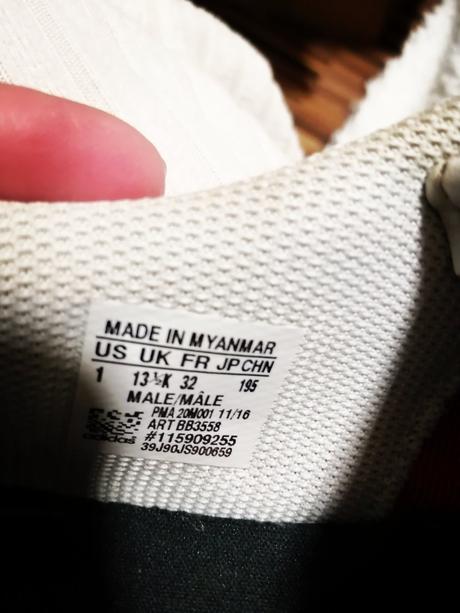 MADE IN MYANMAR
US UK FR JP CHN
1 13½K 32 195
MALE/MÂLE
PMA 20M001 11/16
ART BB3558
#115909255
adidas 39J90JS900659